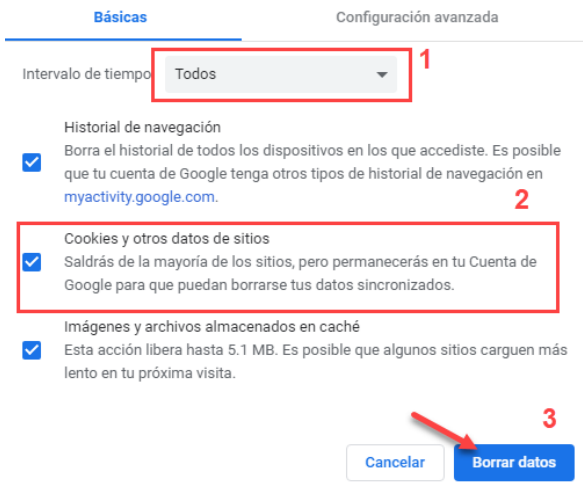 Básicas Configuración avanzada
1
Intervalo de tiempo Todos
Historial de navegación
Borra el historial de todos los dispositivos en los que accediste. Es posible
que tu cuenta de Google tenga otros tipos de historial de navegación en
myactivity.google.com.
2
Cookies y otros datos de sitios
Saldrás de la mayoría de los sitios, pero permanecerás en tu Cuenta de
Google para que puedan borrarse tus datos sincronizados.
Imágenes y archivos almacenados en caché
Esta acción libera hasta 5.1 MB. Es posible que algunos sitios carguen más
lento en tu próxima visita.
3
Cancelar Borrar datos